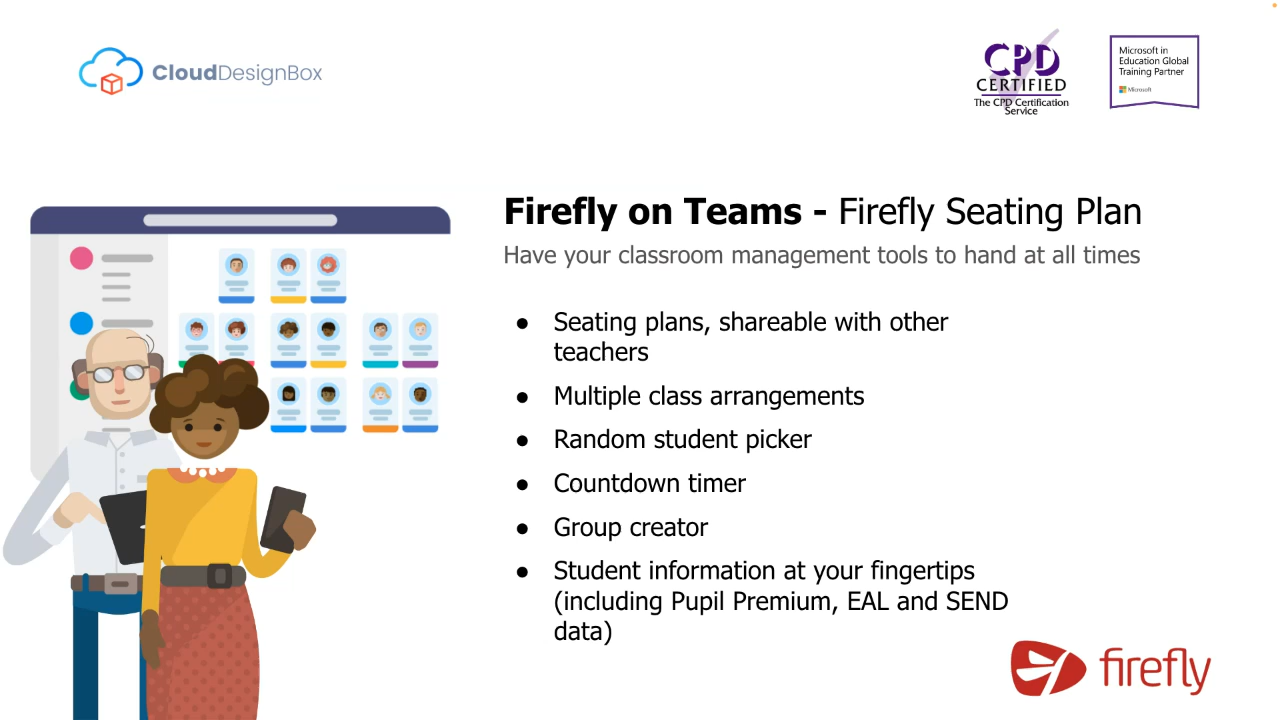 CloudDesignBox
CPD
CERTIFIED
The CPD Certification
Service
Microsoft in
Education Global
Training Partner
Microsoft
Firefly on Teams - Firefly Seating Plan
Have your classroom management tools to hand at all times
● Seating plans, shareable with other
teachers
● Multiple class arrangements
● Random student picker
● Countdown timer
● Group creator
● Student information at your fingertips
(including Pupil Premium, EAL and SEND
data)
firefly